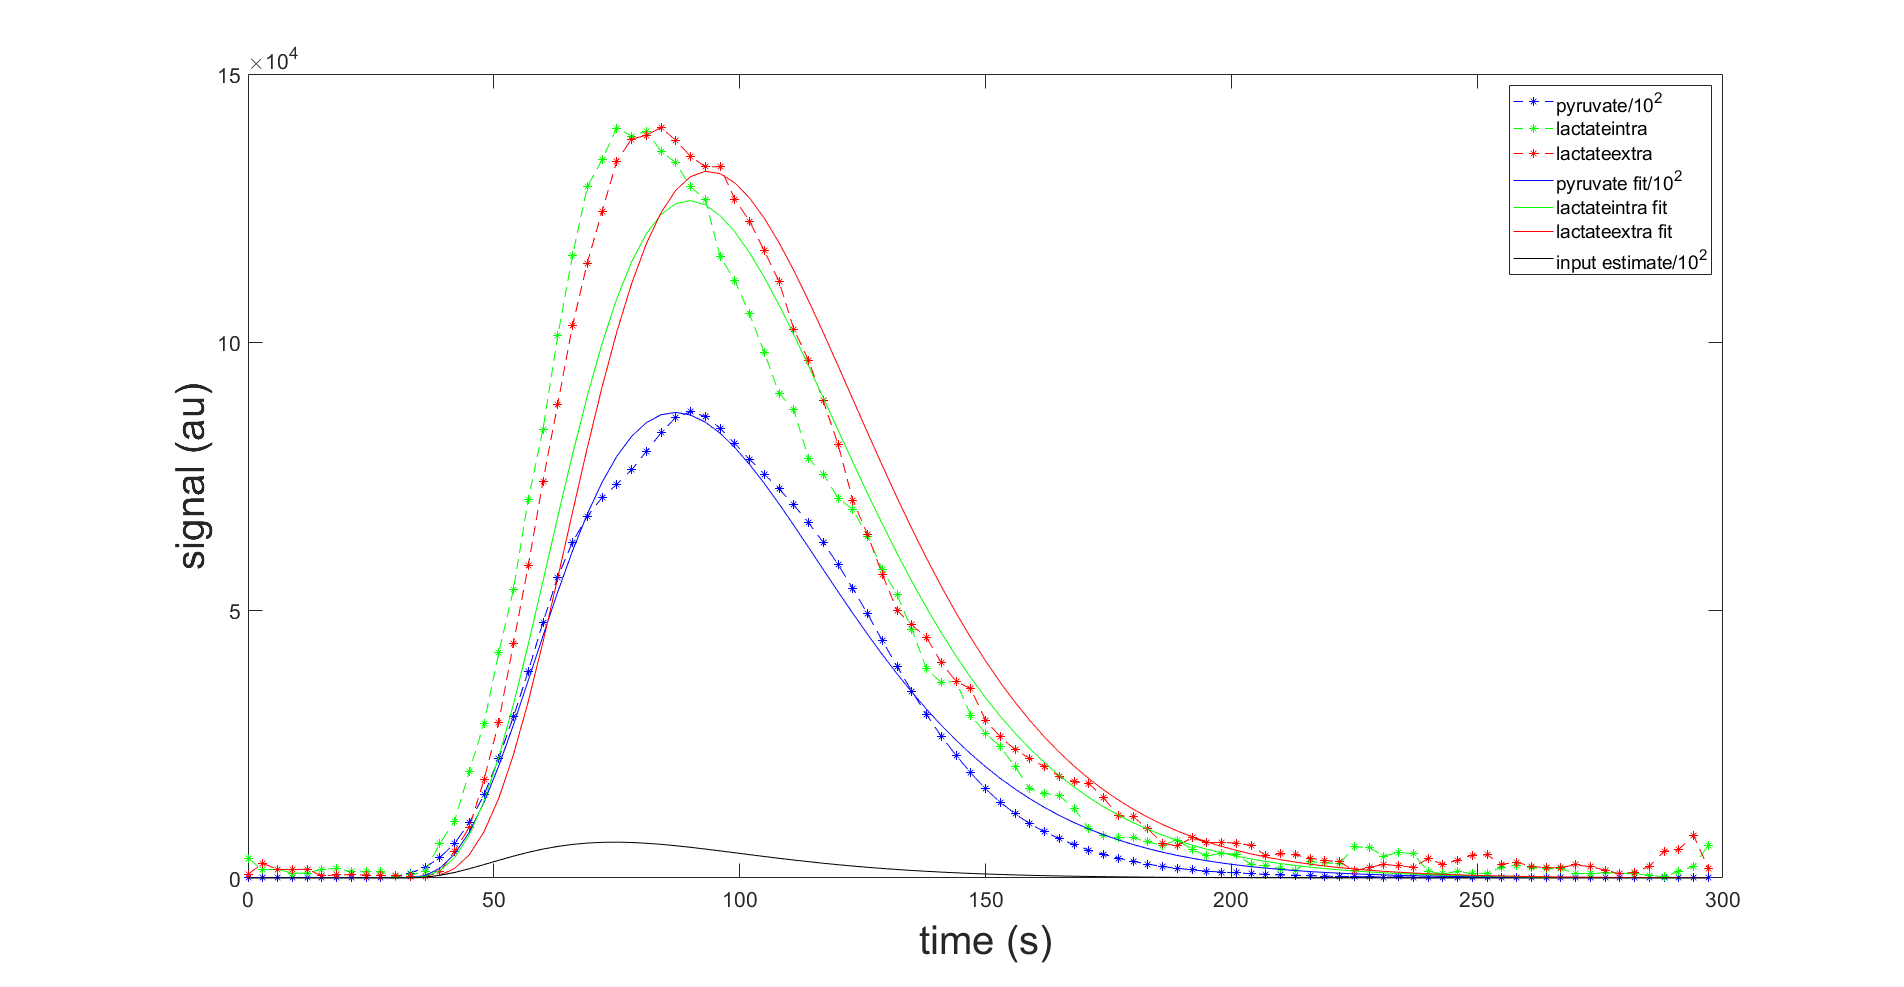 ×10^4
15
10
5
0
0 50 100 150 200 250 300
signal (au)
time (s)
pyruvate/10^2
lactateintra
lactateextra
pyruvate fit/10^2
lactateintra fit
lactateextra fit
input estimate/10^2